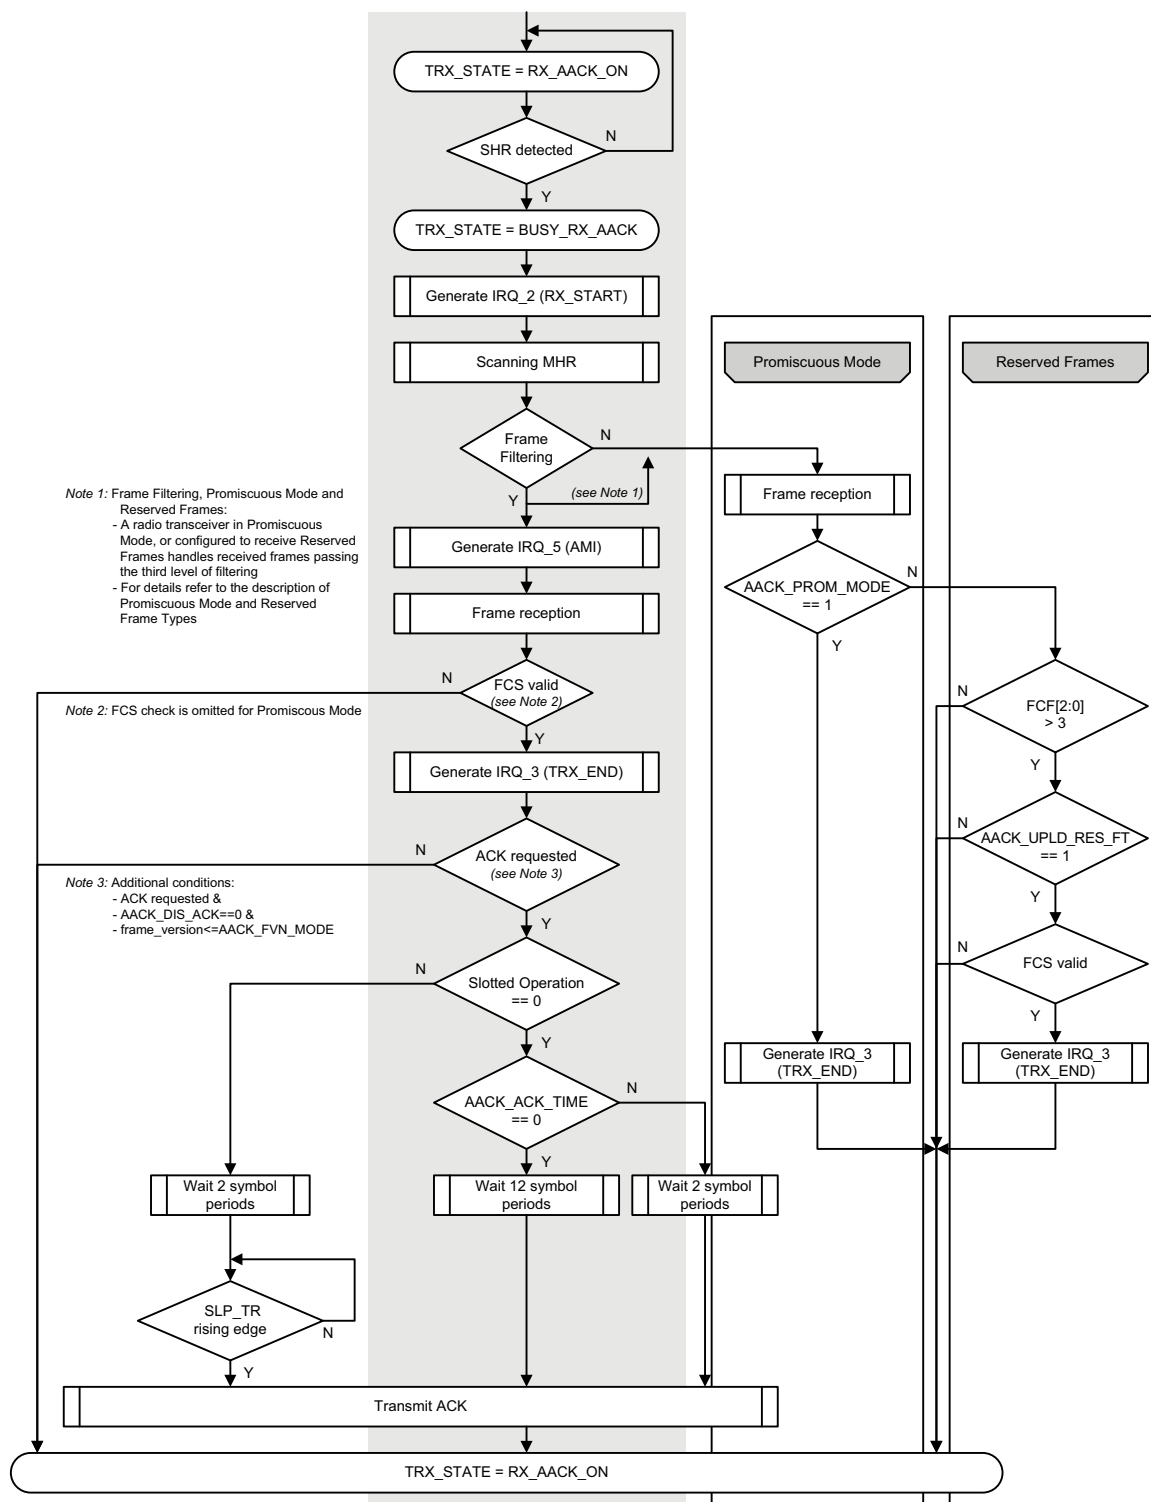 TRX_STATE = RX_AACK_ON
SHR detected
N
Y
TRX_STATE = BUSY_RX_AACK
Generate IRQ_2 (RX_START)
Scanning MHR
Promiscuous Mode
Reserved Frames
Frame
Filtering
N
Y
(see Note 1)
Frame reception
Note 1: Frame Filtering, Promiscuous Mode and
Reserved Frames:
- A radio transceiver in Promiscuous
Mode, or configured to receive Reserved
Frames handles received frames passing
the third level of filtering
- For details refer to the description of
Promiscuous Mode and Reserved
Frame Types
Generate IRQ_5 (AMI)
AACK_PROM_MODE
== 1
N
Y
Frame reception
N
FCS valid
(see Note 2)
Y
Note 2: FCS check is omitted for Promiscous Mode
N
FCF[2:0]
> 3
Y
Generate IRQ_3 (TRX_END)
N
ACK requested
(see Note 3)
Y
N
AACK_UPLD_RES_FT
== 1
Y
Note 3: Additional conditions:
- ACK requested &
- AACK_DIS_ACK==0 &
- frame_version<=AACK_FVN_MODE
N
Slotted Operation
== 0
Y
N
FCS valid
Y
Generate IRQ_3
(TRX_END)
Generate IRQ_3
(TRX_END)
AACK_ACK_TIME
== 0
N
Y
Wait 2 symbol
periods
Wait 12 symbol
periods
Wait 2 symbol
periods
SLP_TR
rising edge
N
Y
Transmit ACK
TRX_STATE = RX_AACK_ON